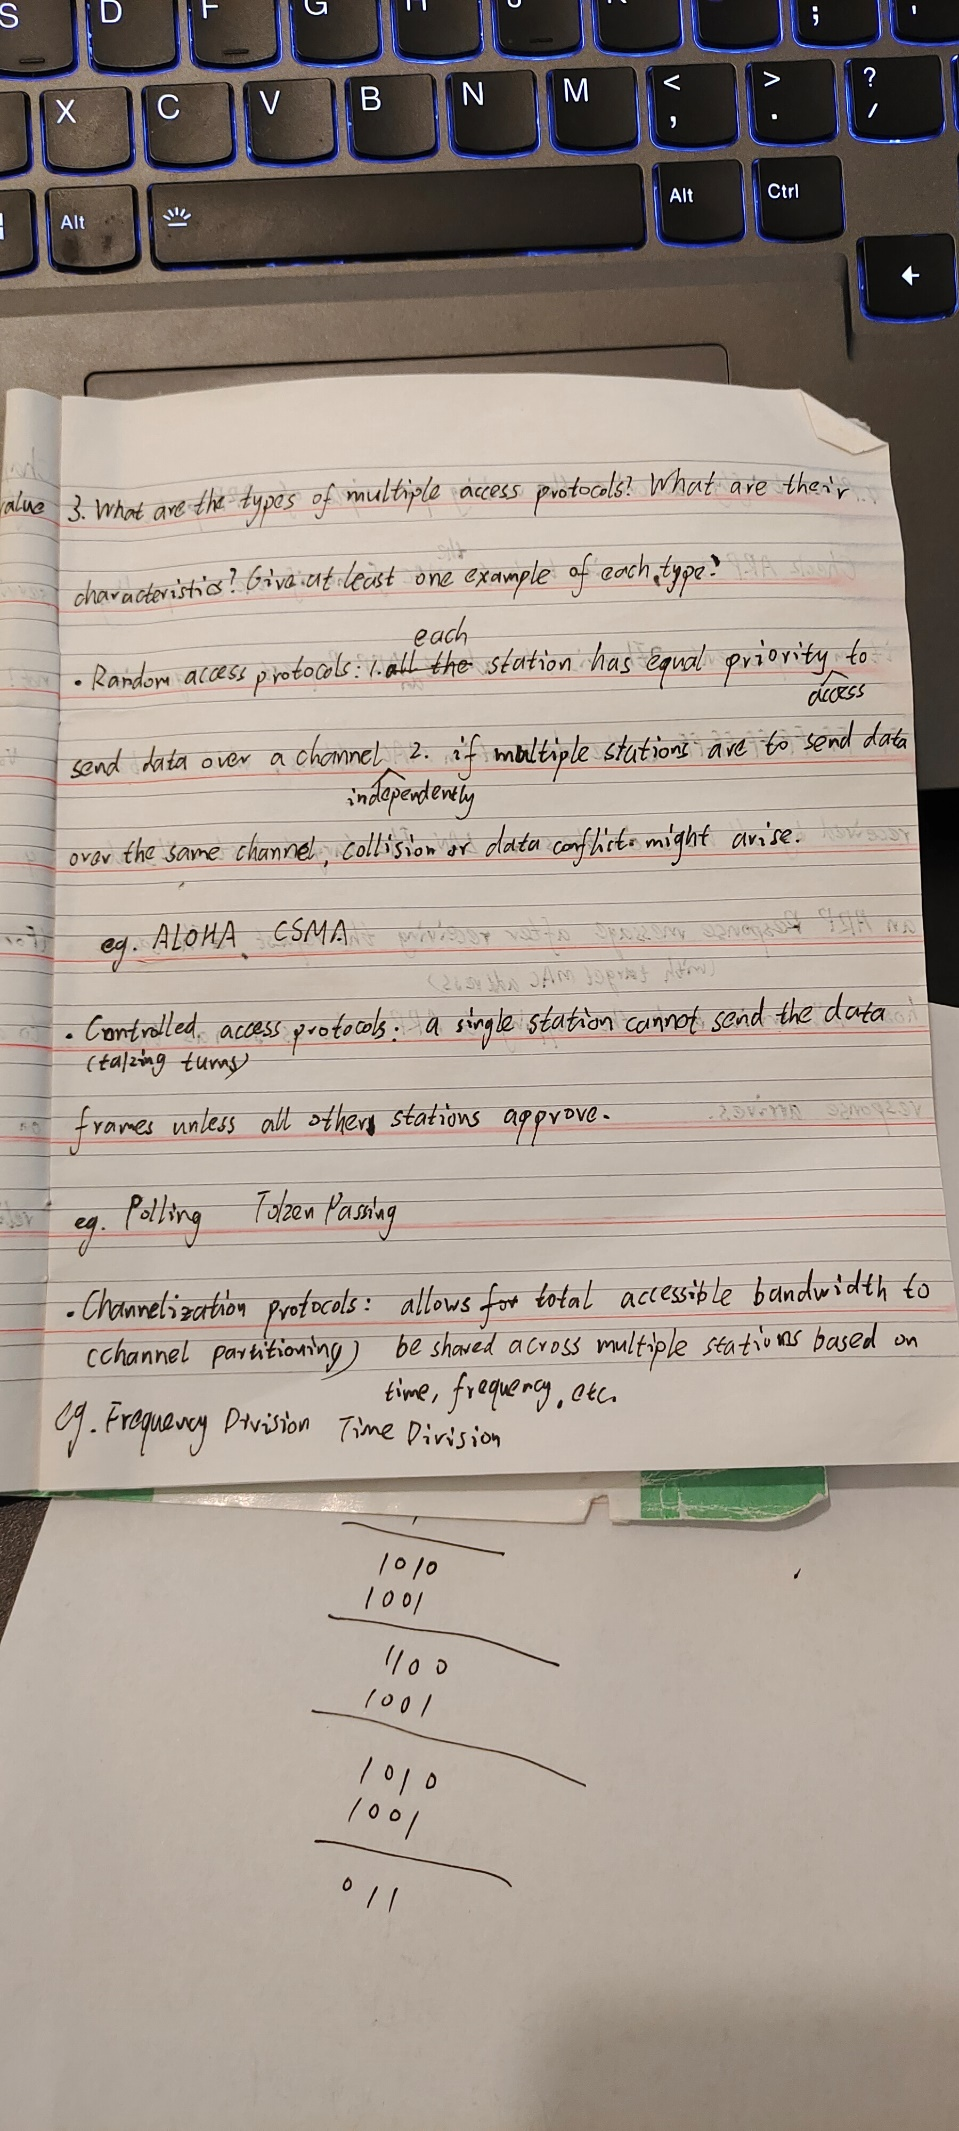 S D F G H J K ; '
X C V B N M < , > . ? /
Alt Alt Ctrl
←
alue
3. What are the types of multiple access protocols? What are their
characteristics? Give at least one example of each type?
each
· Random access protocols: 1. all the station has equal priority to
access
send data over a channel 2. if multiple stations are to send data
independently
over the same channel, collision or data conflict might arise.
eg. ALOHA, CSMA
· Controlled access protocols: a single station cannot send the data
(taking turns)
frames unless all others stations approve.
eg. Polling Token Passing
· Channelization protocols: allows for total accessible bandwidth to
(channel partitioning) be shared across multiple stations based on
time, frequency, etc.
eg. Frequency Division Time Division
1010
1001
1100
1001
1010
1001
011